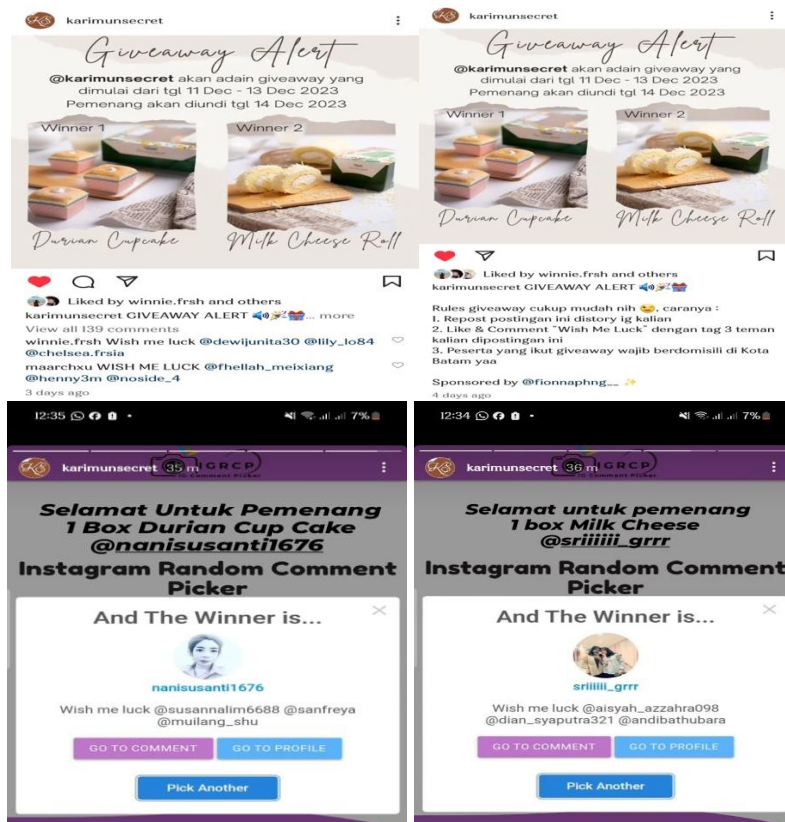 karimunsecret
Giveaway Alert
@karimunsecret akan adain giveaway yang
dimulai dari tgl 11 Dec - 13 Dec 2023
Pemenang akan diundi tgl 14 Dec 2023
Winner 1
Winner 2
Durian Cupcake
Milk Cheese Roll
Liked by winnie.frsh and others
karimunsecret GIVEAWAY ALERT 🔊🎉🎁... more
View all 139 comments
winnie.frsh Wish me luck @dewijunita30 @lily_lo84
@chelsea.frsia
maarchxu WISH ME LUCK @fhellah_meixiang
@henny3m @noside_4
3 days ago
karimunsecret
Giveaway Alert
@karimunsecret akan adain giveaway yang
dimulai dari tgl 11 Dec - 13 Dec 2023
Pemenang akan diundi tgl 14 Dec 2023
Winner 1
Winner 2
Durian Cupcake
Milk Cheese Roll
Liked by winnie.frsh and others
karimunsecret GIVEAWAY ALERT 🔊🎉🎁
Rules giveaway cukup mudah nih 😉, caranya :
1. Repost postingan ini distory ig kalian
2. Like & Comment "Wish Me Luck" dengan tag 3 teman
kalian dipostingan ini
3. Peserta yang ikut giveaway wajib berdomisili di Kota
Batam yaa
Sponsored by @fionnaphng__ ✨
4 days ago
12:35
7%
karimunsecret 35 m
IGRCP
IG Comment Picker
Selamat Untuk Pemenang
1 Box Durian Cup Cake
@nanisusanti1676
Instagram Random Comment
Picker
And The Winner is...
nanisusanti1676
Wish me luck @susannalim6688 @sanfreya
@muilang_shu
GO TO COMMENT
GO TO PROFILE
Pick Another
12:34
7%
karimunsecret 36 m
IGRCP
IG Comment Picker
Selamat untuk pemenang
1 box Milk Cheese
@sriiiiii_grrr
Instagram Random Comment
Picker
And The Winner is...
sriiiiii_grrr
Wish me luck @aisyah_azzahra098
@dian_syaputra321 @andibathubara
GO TO COMMENT
GO TO PROFILE
Pick Another